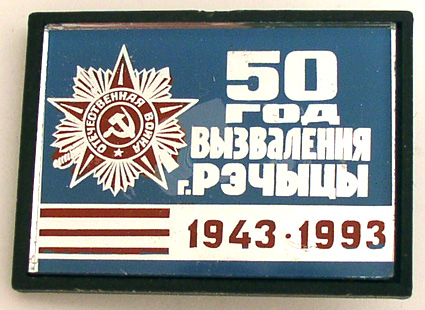 ОТЕЧЕСТВЕННАЯ ВОЙНА
50
ГОД
ВЫЗВАЛЕНИЯ
г. РЭЧЫЦЫ
1943 · 1993